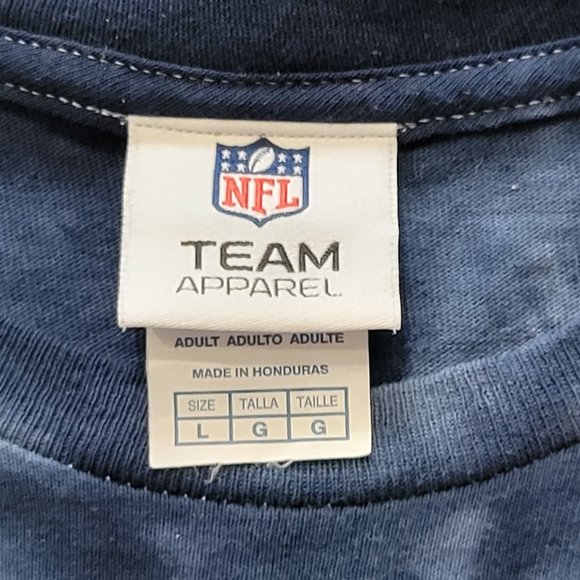 NFL
TEAM
APPAREL
ADULT ADULTO ADULTE
MADE IN HONDURAS
SIZE TALLA TAILLE
L G G